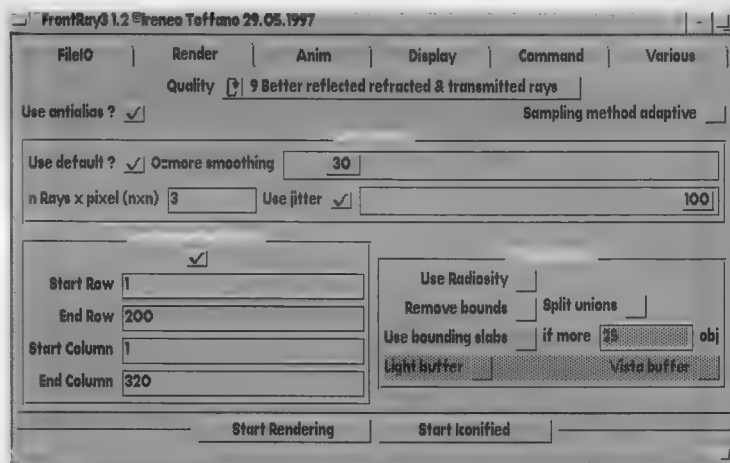 FrontRay3 1.2 ©Ireneo Toffano 29.05.1997
FileIO Render Anim Display Command Various
Quality 9 Better reflected refracted & transmitted rays
Use antialias ? Sampling method adaptive
Use default ? 0=more smoothing 30
n Rays x pixel (nxn) 3 Use jitter 100
Start Row 1
End Row 200
Start Column 1
End Column 320
Use Radiosity
Remove bounds Split unions
Use bounding slabs if more 25 obj
Light buffer Vista buffer
Start Rendering Start Iconified